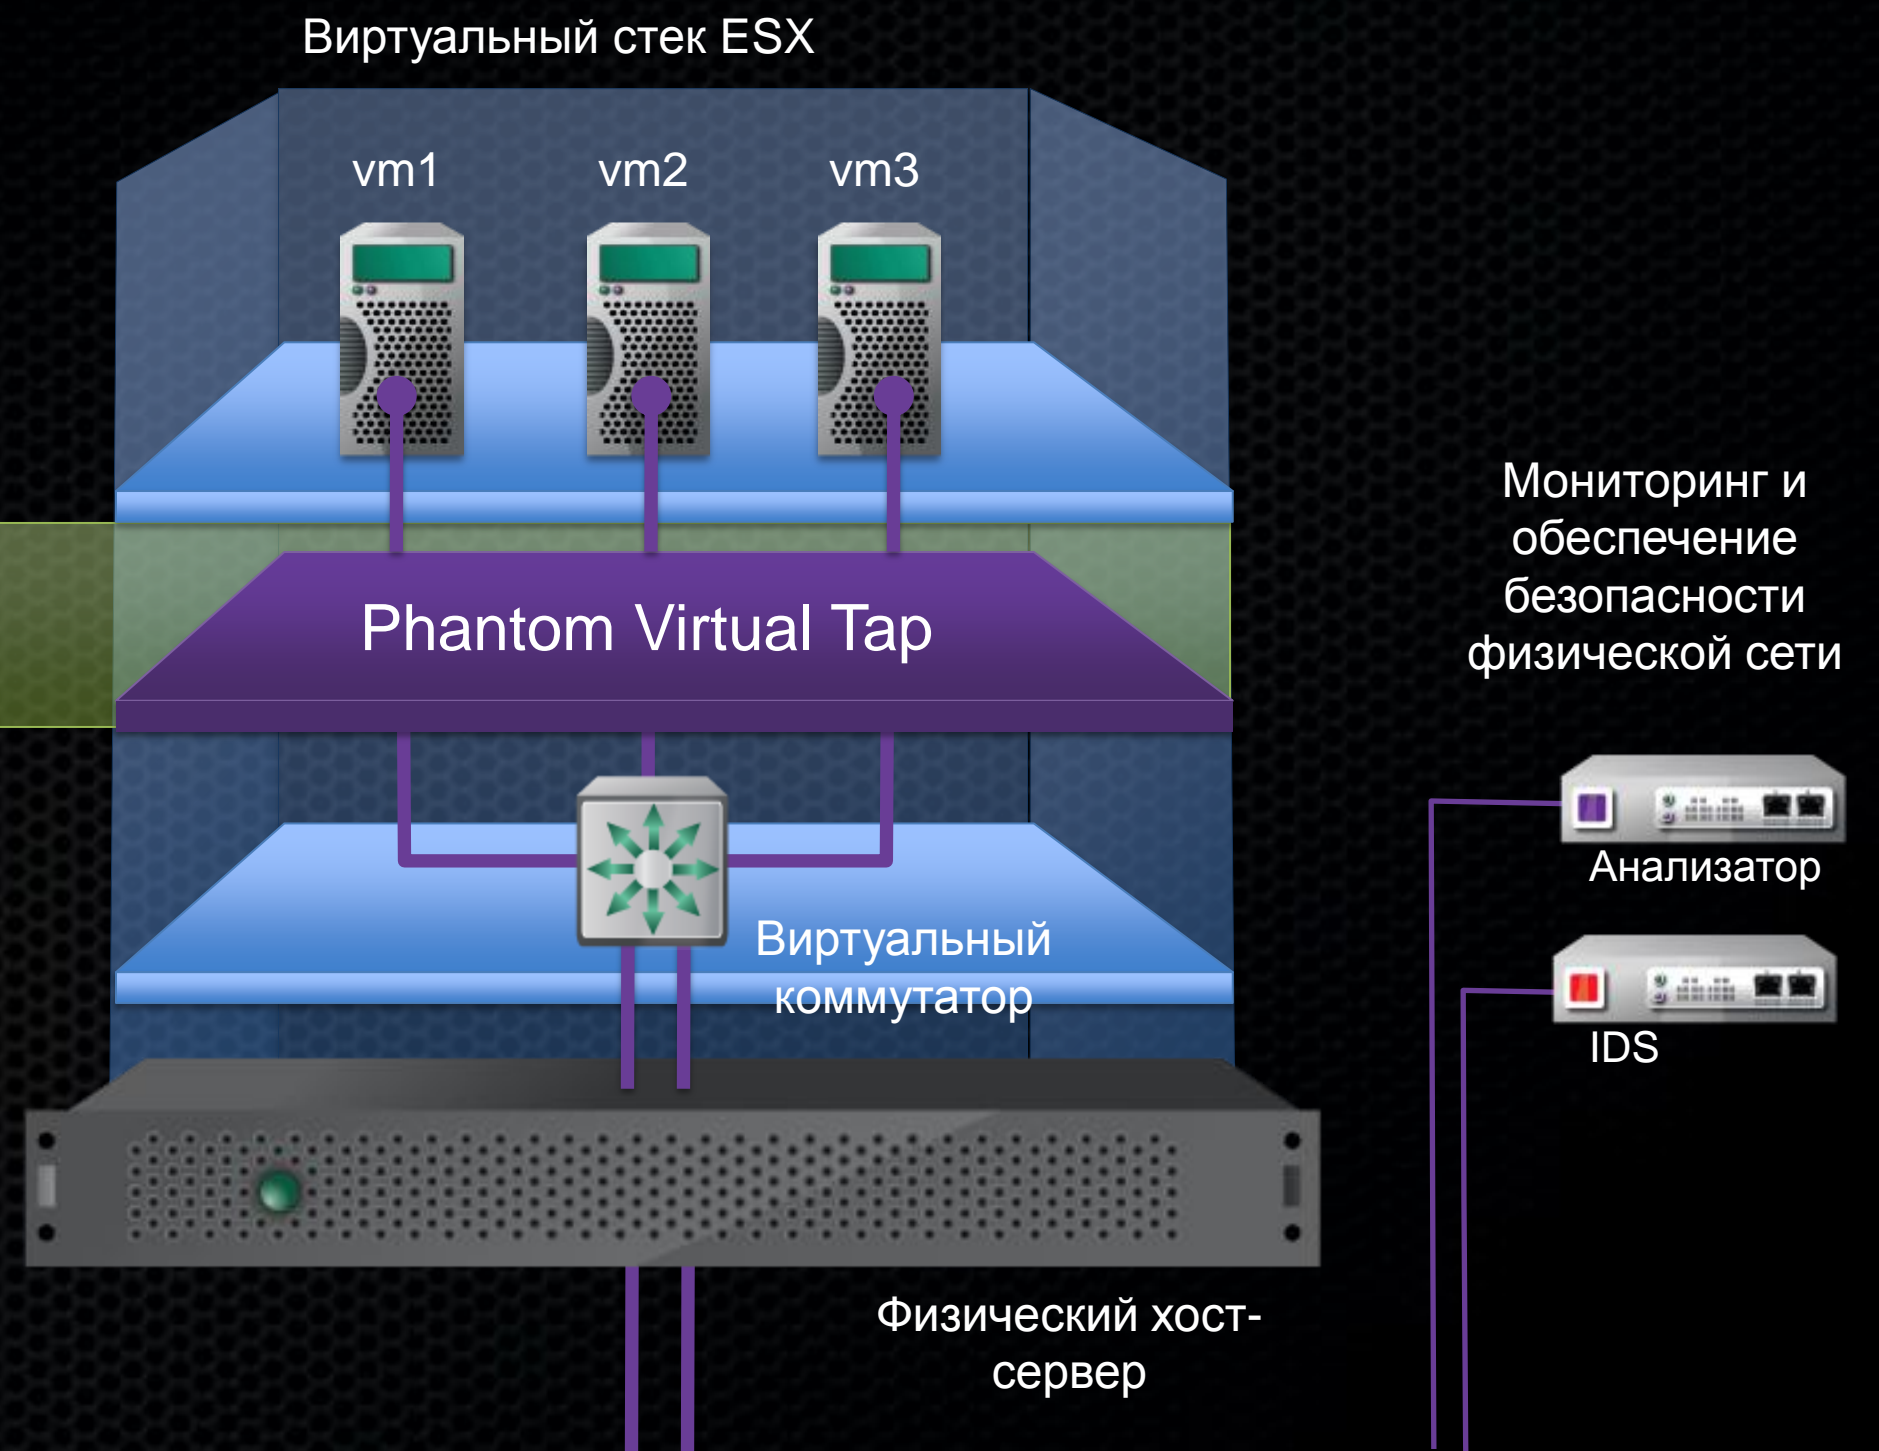 Виртуальный стек ESX
vm1
vm2
vm3
Phantom Virtual Tap
Виртуальный
коммутатор
Физический хост-
сервер
Мониторинг и
обеспечение
безопасности
физической сети
Анализатор
IDS